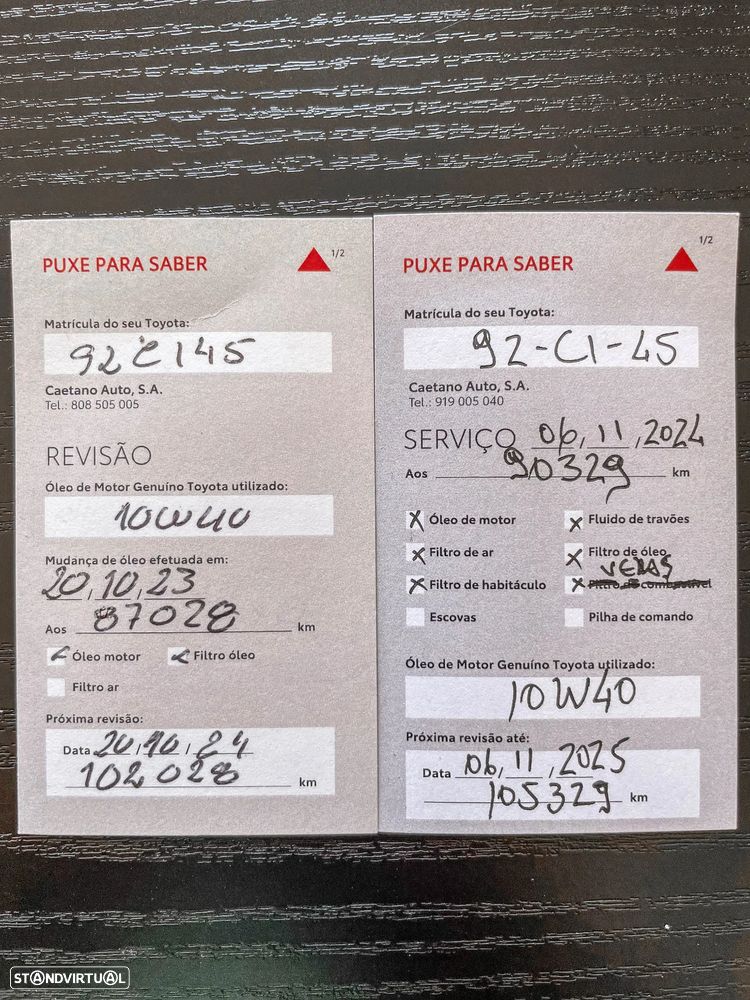 PUXE PARA SABER
1/2
Matrícula do seu Toyota:
92CI45
Caetano Auto, S.A.
Tel.: 808 505 005
REVISÃO
Óleo de Motor Genuíno Toyota utilizado:
10W40
Mudança de óleo efetuada em:
20,10,23
Aos 87028 km
Óleo motor Filtro óleo
Filtro ar
Próxima revisão:
Data 20/10/24
102028 km
PUXE PARA SABER
1/2
Matrícula do seu Toyota:
92-CI-45
Caetano Auto, S.A.
Tel.: 919 005 040
SERVIÇO 06, 11, 2024
Aos 90329 km
X Óleo de motor X Fluido de travões
X Filtro de ar X Filtro de óleo
VELAS
X Filtro de habitáculo X Filtro de combustível
Escovas Pilha de comando
Óleo de Motor Genuíno Toyota utilizado:
10W40
Próxima revisão até:
Data 06, 11, 2025
105329 km
STANDVIRTUAL